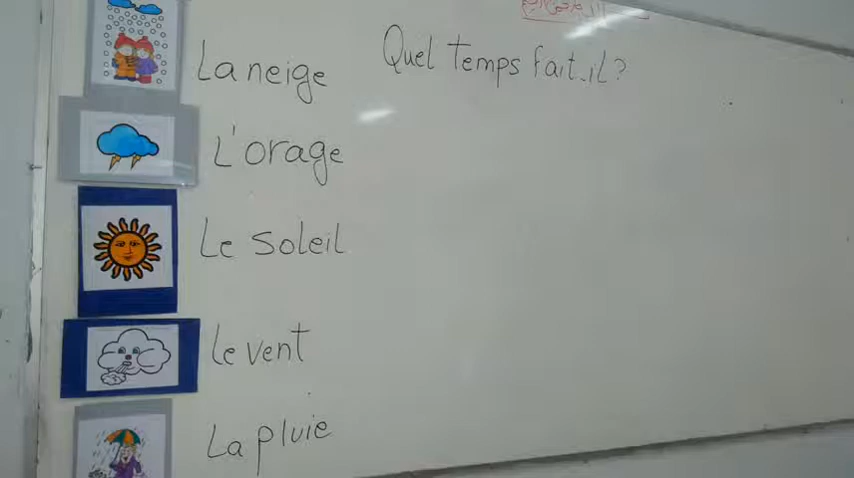 Quel temps fait-il?
La neige
L'orage
Le soleil
Le vent
La pluie